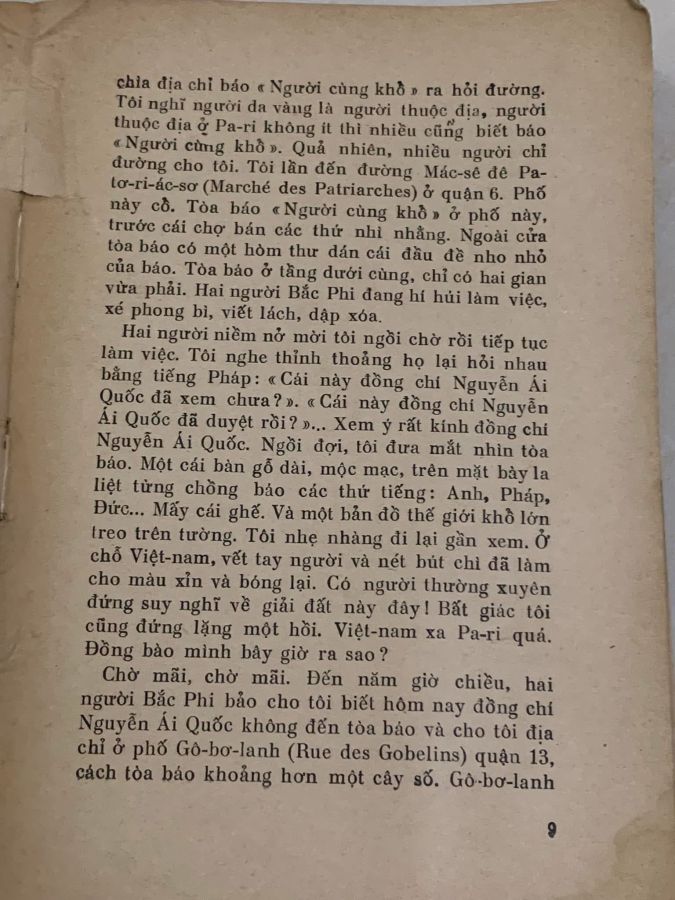 chìa địa chỉ báo « Người cùng khổ » ra hỏi đường.
Tôi nghĩ người da vàng là người thuộc địa, người
thuộc địa ở Pa-ri không ít thì nhiều cũng biết báo
« Người cùng khổ ». Quả nhiên, nhiều người chỉ
đường cho tôi. Tôi lần đến đường Mác-sê đê Pa-
tơ-ri-ác-sơ (Marché des Patriarches) ở quận 6. Phố
này cổ. Tòa báo « Người cùng khổ » ở phố này,
trước cái chợ bán các thứ nhì nhằng. Ngoài cửa
tòa báo có một hòm thư dán cái đầu đề nho nhỏ
của báo. Tòa báo ở tầng dưới cùng, chỉ có hai gian
vừa phải. Hai người Bắc Phi đang hí húi làm việc,
xé phong bì, viết lách, dập xóa.
Hai người niềm nở mời tôi ngồi chờ rồi tiếp tục
làm việc. Tôi nghe thỉnh thoảng họ lại hỏi nhau
bằng tiếng Pháp : « Cái này đồng chí Nguyễn Ái
Quốc đã xem chưa ? ». « Cái này đồng chí Nguyễn
Ái Quốc đã duyệt rồi ? »... Xem ý rất kính đồng chí
Nguyễn Ái Quốc. Ngồi đợi, tôi đưa mắt nhìn tòa
báo. Một cái bàn gỗ dài, mộc mạc, trên mặt bày la
liệt từng chồng báo các thứ tiếng : Anh, Pháp,
Đức... Mấy cái ghế. Và một bản đồ thế giới khổ lớn
treo trên tường. Tôi nhẹ nhàng đi lại gần xem. Ở
chỗ Việt-nam, vết tay người và nét bút chì đã làm
cho màu xỉn và bóng lại. Có người thường xuyên
đứng suy nghĩ về giải đất này đây ! Bất giác tôi
cũng đứng lặng một hồi. Việt-nam xa Pa-ri quá.
Đồng bào mình bây giờ ra sao ?
Chờ mãi, chờ mãi. Đến năm giờ chiều, hai
người Bắc Phi bảo cho tôi biết hôm nay đồng chí
Nguyễn Ái Quốc không đến tòa báo và cho tôi địa
chỉ ở phố Gô-bơ-lanh (Rue des Gobelins) quận 13,
cách tòa báo khoảng hơn một cây số. Gô-bơ-lanh
9